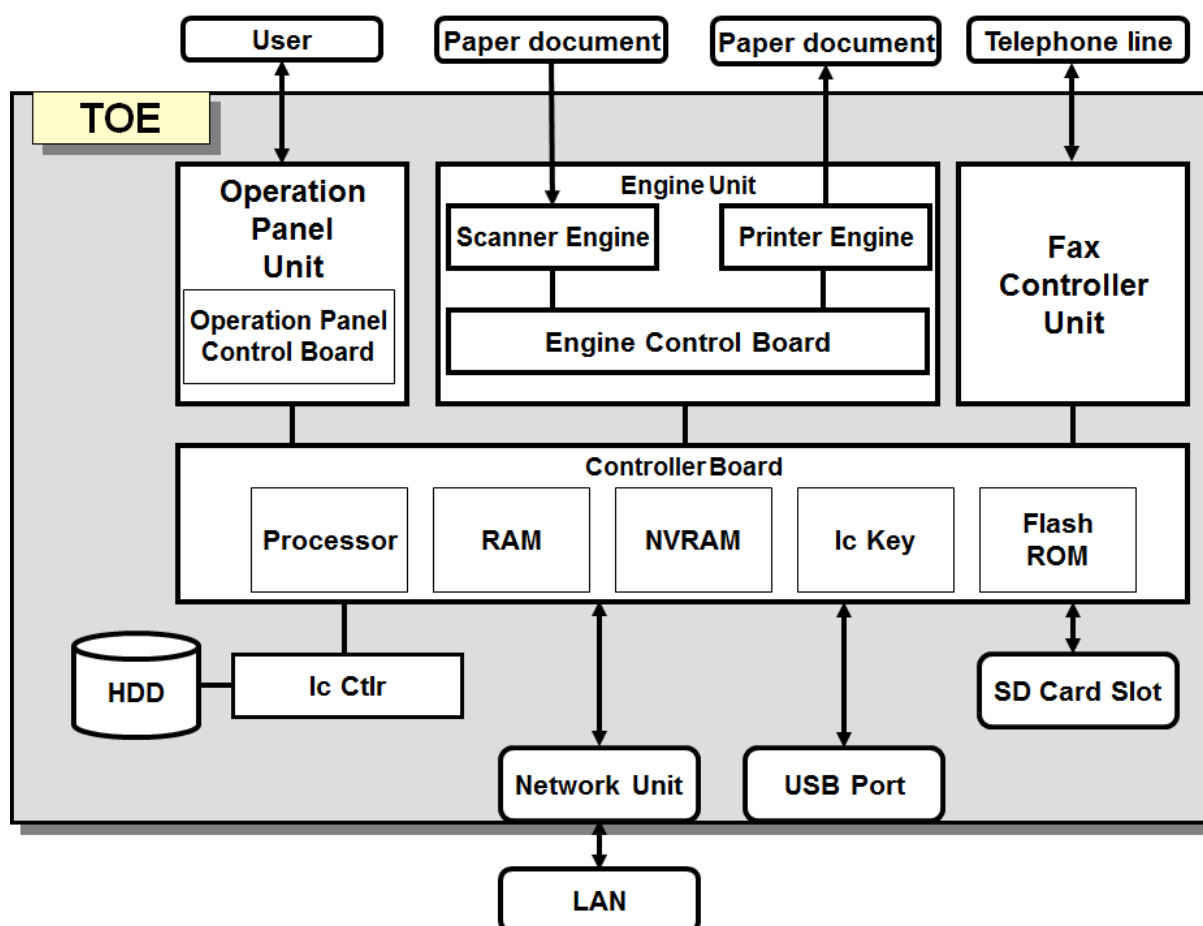 User
Paper document
Paper document
Telephone line
TOE
Operation
Panel
Unit
Operation Panel
Control Board
Engine Unit
Scanner Engine
Printer Engine
Engine Control Board
Fax
Controller
Unit
Controller Board
Processor
RAM
NVRAM
Ic Key
Flash
ROM
HDD
Ic Ctlr
SD Card Slot
Network Unit
USB Port
LAN